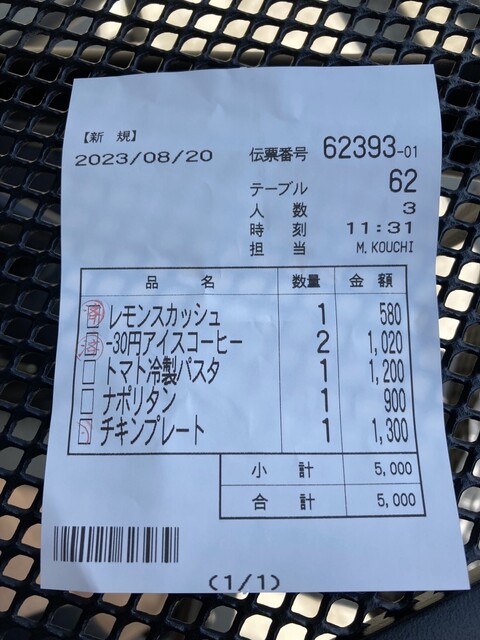 【新 規】
2023/08/20 伝票番号 62393-01
テーブル 62
人 数 3
時 刻 11:31
担 当 M.KOUCHI
品 名 数量 金 額
レモンスカッシュ 1 580
-30円アイスコーヒー 2 1,020
トマト冷製パスタ 1 1,200
ナポリタン 1 900
チキンプレート 1 1,300
小 計 5,000
合 計 5,000
(1/1)